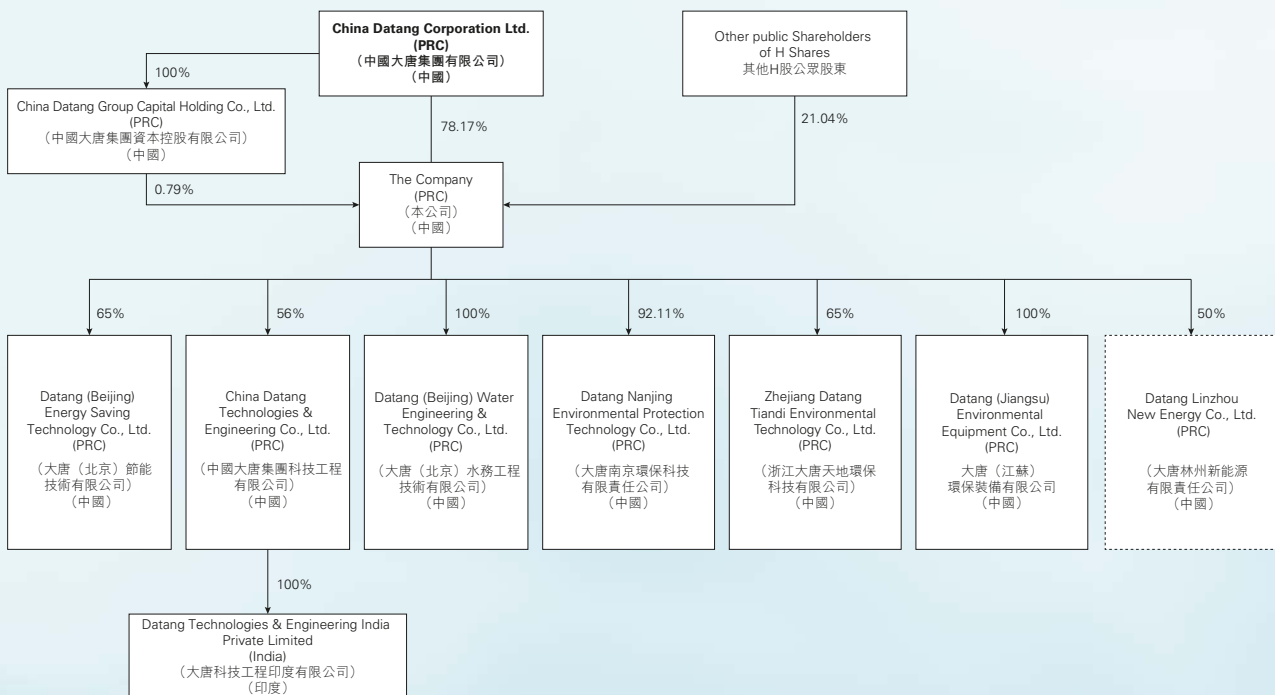 China Datang Corporation Ltd.
(PRC)
（中國大唐集團有限公司）
（中國）
Other public Shareholders
of H Shares
其他H股公眾股東
100%
China Datang Group Capital Holding Co., Ltd.
(PRC)
（中國大唐集團資本控股有限公司）
（中國）
78.17%
21.04%
0.79%
The Company
(PRC)
（本公司）
（中國）
65%
56%
100%
92.11%
65%
100%
50%
Datang (Beijing)
Energy Saving
Technology Co., Ltd.
(PRC)
（大唐（北京）節能
技術有限公司）
（中國）
China Datang
Technologies &
Engineering Co., Ltd.
(PRC)
（中國大唐集團科技工程
有限公司）
（中國）
Datang (Beijing) Water
Engineering &
Technology Co., Ltd.
(PRC)
（大唐（北京）水務工程
技術有限公司）
（中國）
Datang Nanjing
Environmental Protection
Technology Co., Ltd.
(PRC)
（大唐南京環保科技
有限責任公司）
（中國）
Zhejiang Datang
Tiandi Environmental
Technology Co., Ltd.
(PRC)
（浙江大唐天地環保
科技有限公司）
（中國）
Datang (Jiangsu)
Environmental
Equipment Co., Ltd.
(PRC)
大唐（江蘇）
環保裝備有限公司
（中國）
Datang Linzhou
New Energy Co., Ltd.
(PRC)
（大唐林州新能源
有限責任公司）
（中國）
100%
Datang Technologies & Engineering India
Private Limited
(India)
（大唐科技工程印度有限公司）
（印度）